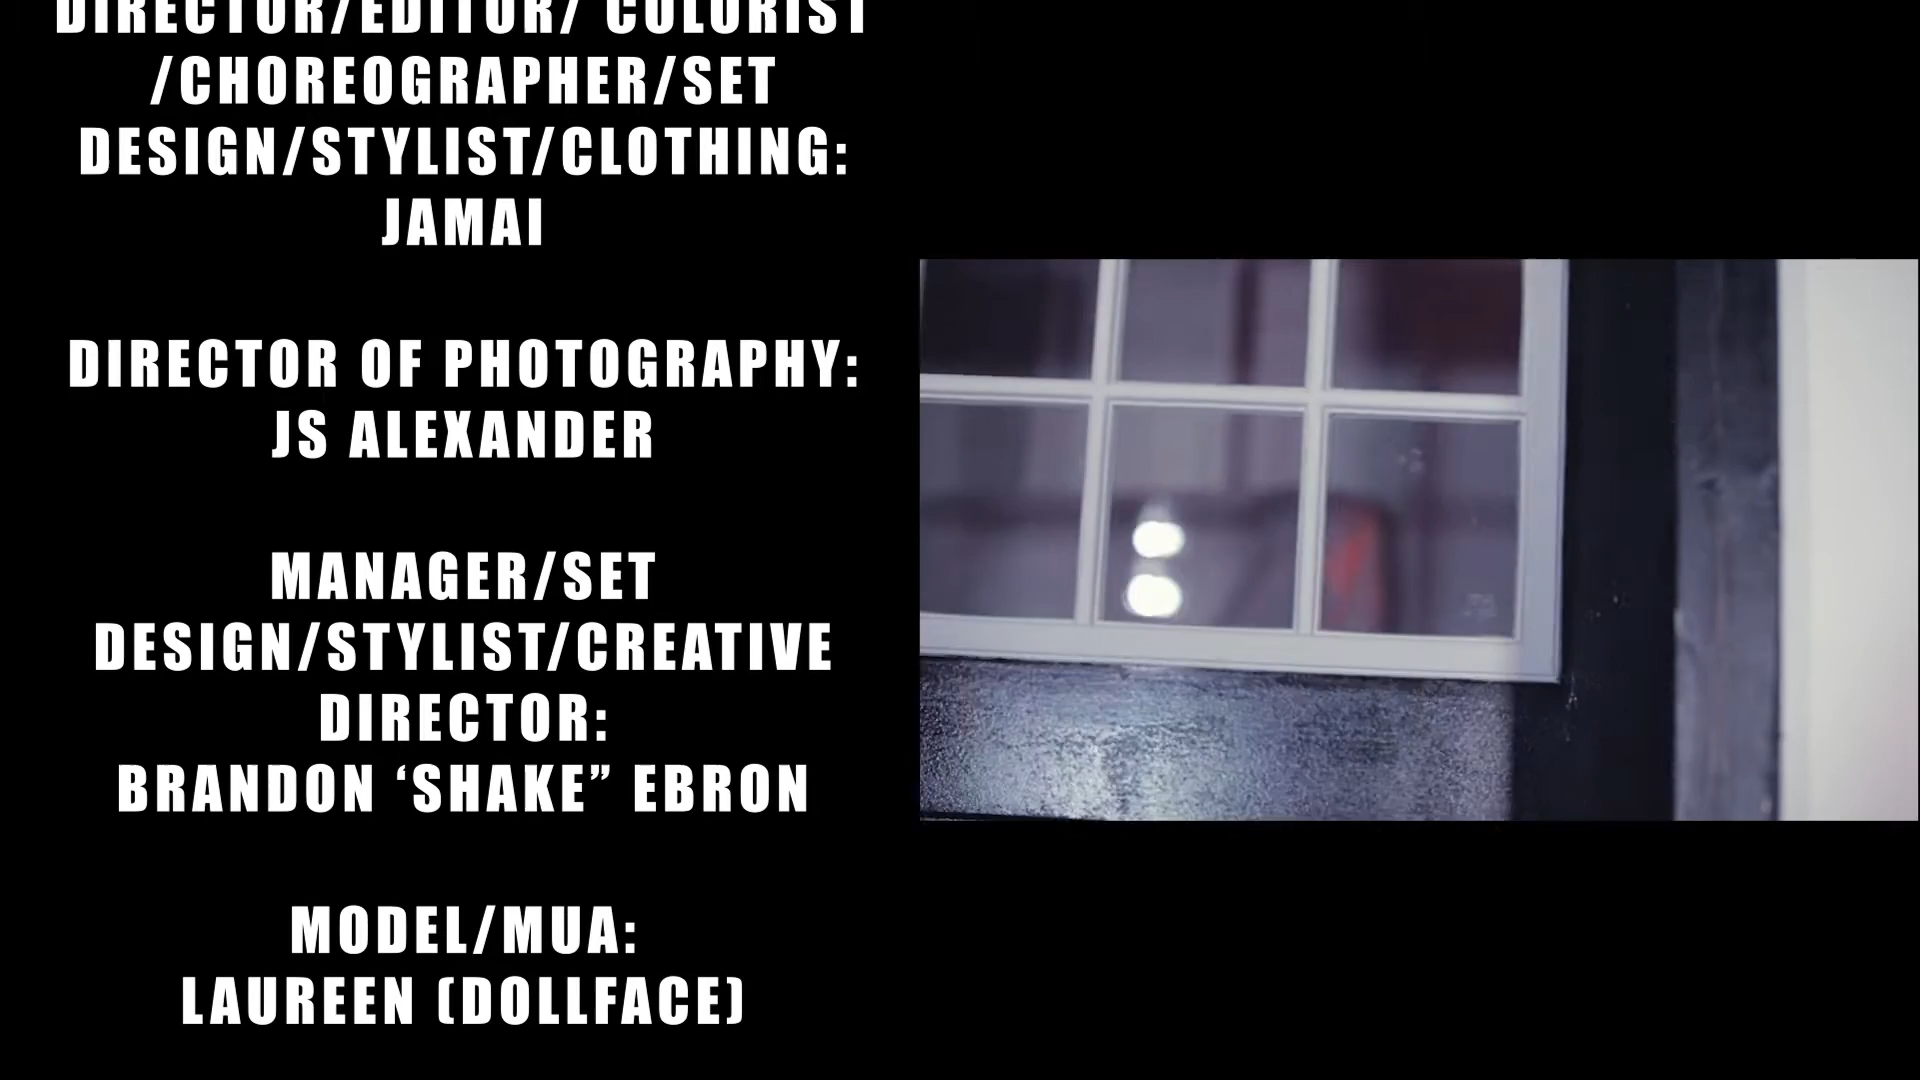 DIRECTOR/EDITOR/ COLORIST
/CHOREOGRAPHER/SET
DESIGN/STYLIST/CLOTHING:
JAMAI
DIRECTOR OF PHOTOGRAPHY:
JS ALEXANDER
MANAGER/SET
DESIGN/STYLIST/CREATIVE
DIRECTOR:
BRANDON ‘SHAKE” EBRON
MODEL/MUA:
LAUREEN (DOLLFACE)